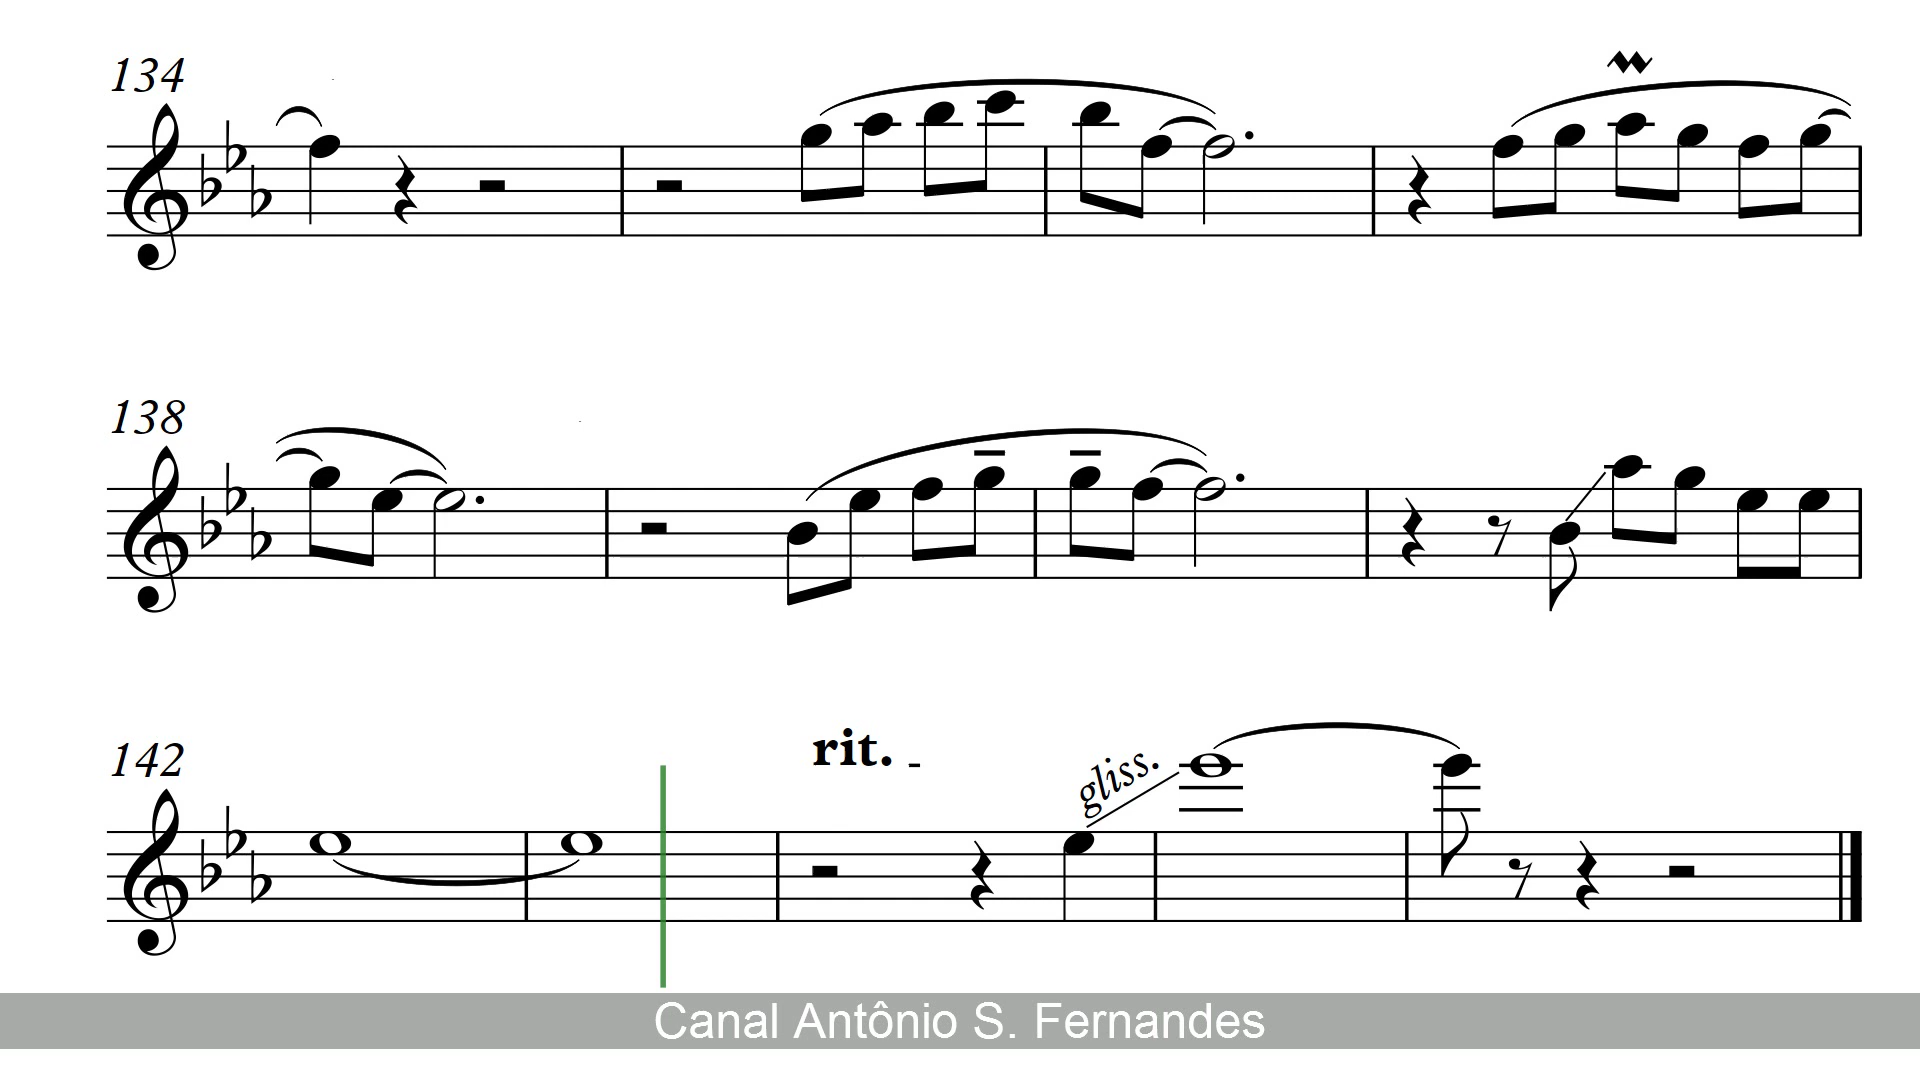 134
138
142
rit.
gliss.
Canal Antônio S. Fernandes